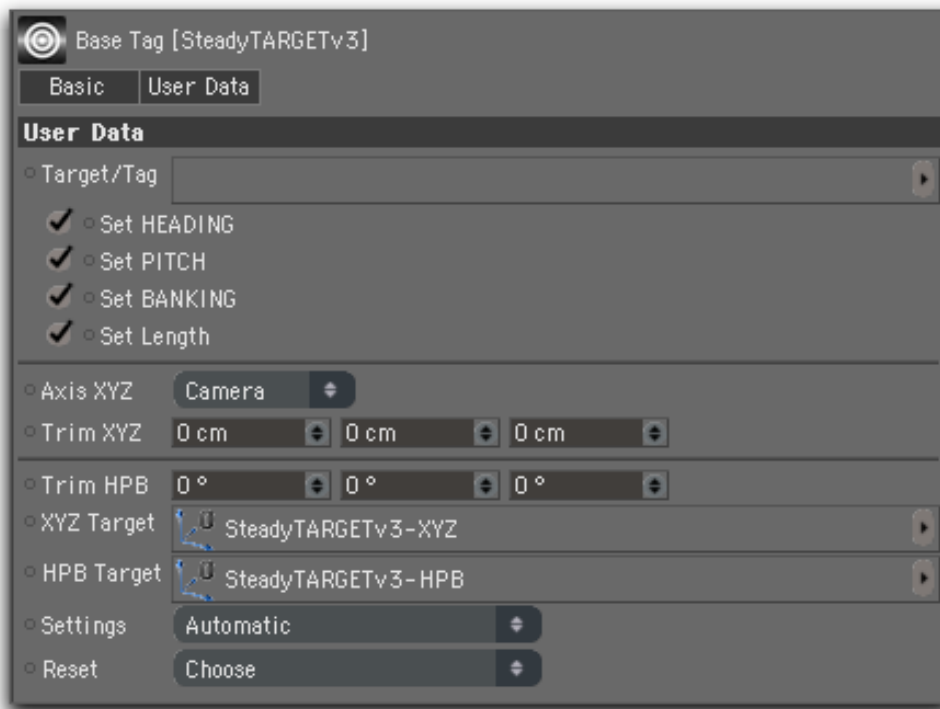 Base Tag [SteadyTARGETv3]
Basic User Data
User Data
Target/Tag
Set HEADING
Set PITCH
Set BANKING
Set Length
Axis XYZ Camera
Trim XYZ 0 cm 0 cm 0 cm
Trim HPB 0 ° 0 ° 0 °
XYZ Target SteadyTARGETv3-XYZ
HPB Target SteadyTARGETv3-HPB
Settings Automatic
Reset Choose